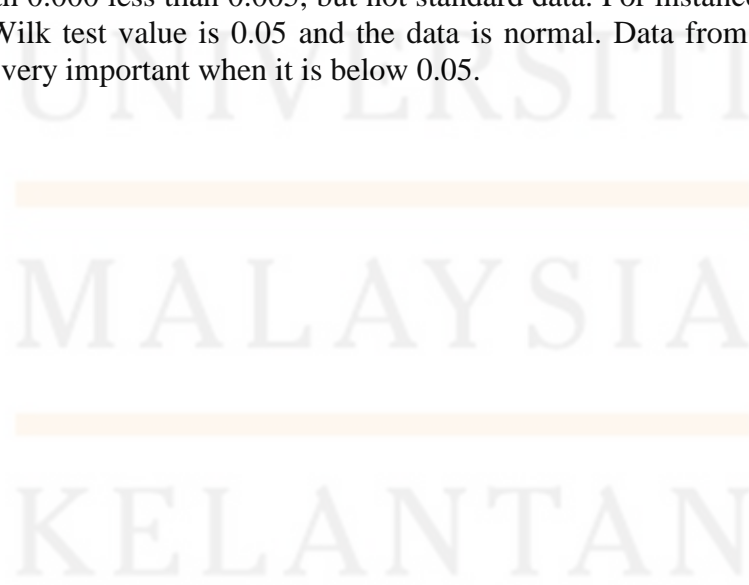 0.000 less than 0.005, but not standard data. For instance
Wilk test value is 0.05 and the data is normal. Data from
very important when it is below 0.05.
UNIVERSITI
MALAYSIA
KELANTAN